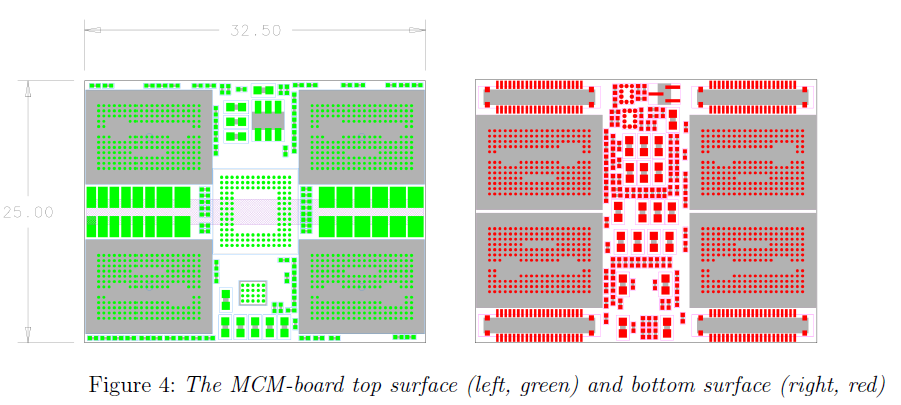 32.50
25.00
Figure 4: The MCM-board top surface (left, green) and bottom surface (right, red)